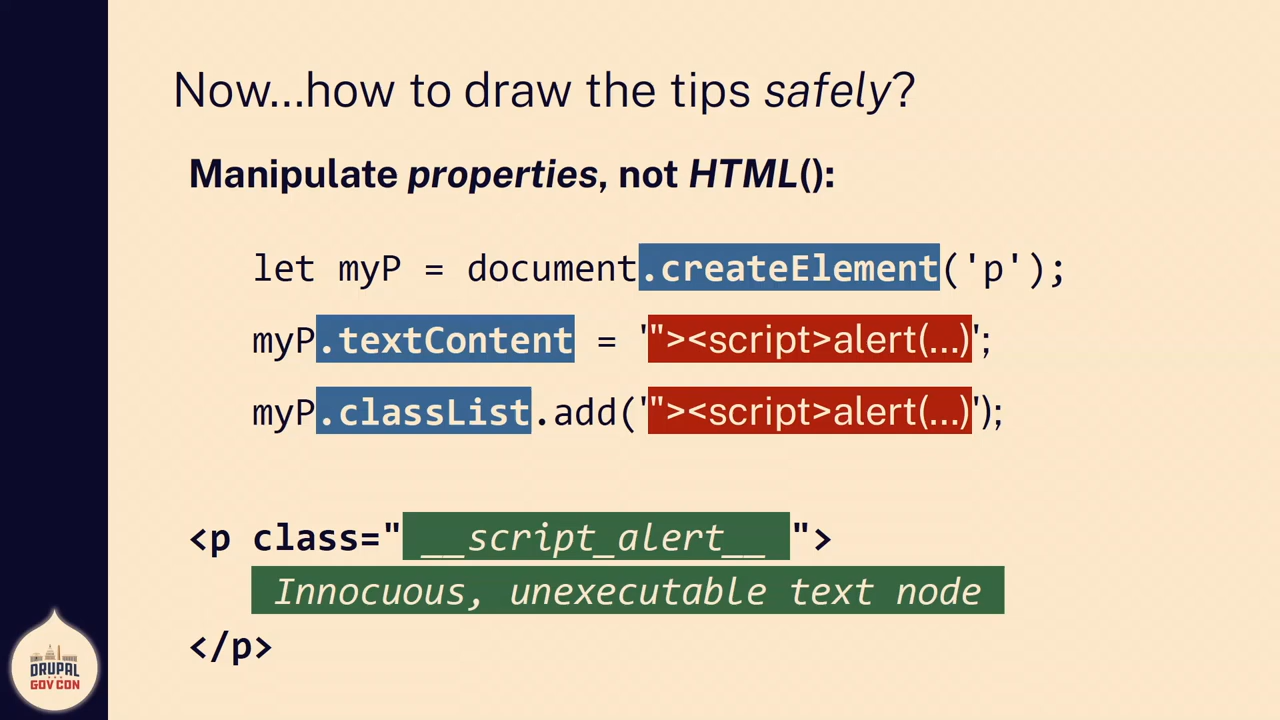 Now...how to draw the tips safely?
Manipulate properties, not HTML():
let myP = document.createElement('p');
myP.textContent = '"><script>alert(...)';
myP.classList.add('"><script>alert(...)');
<p class=" __script_alert__ ">
Innocuous, unexecutable text node
</p>
DRUPAL
GOV CON